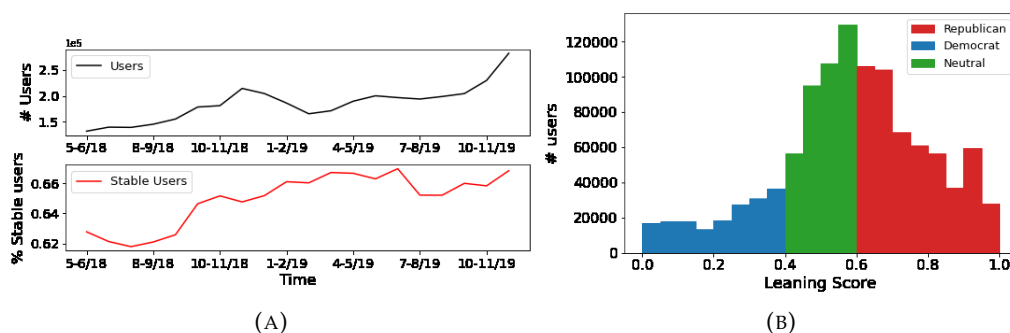 1e5
# Users
2.5
2.0
1.5
Users
5-6/18 8-9/18 10-11/18 1-2/19 4-5/19 7-8/19 10-11/19
% Stable users
0.66
0.64
0.62
Stable Users
5-6/18 8-9/18 10-11/18 1-2/19 4-5/19 7-8/19 10-11/19
Time
(A)
# users
120000
100000
80000
60000
40000
20000
0
Republican
Democrat
Neutral
0.0 0.2 0.4 0.6 0.8 1.0
Leaning Score
(B)